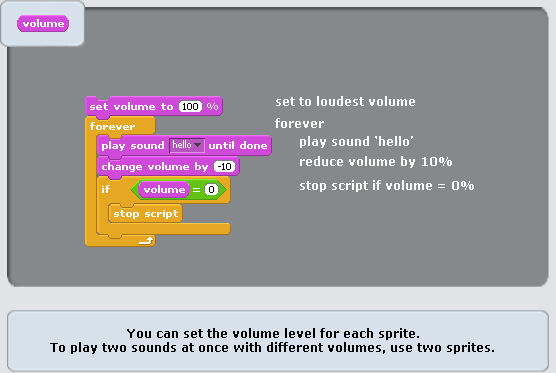 volume
set volume to 100 %
set to loudest volume
forever
forever
play sound hello until done
play sound 'hello'
change volume by -10
reduce volume by 10%
if volume = 0
stop script if volume = 0%
stop script
You can set the volume level for each sprite.
To play two sounds at once with different volumes, use two sprites.